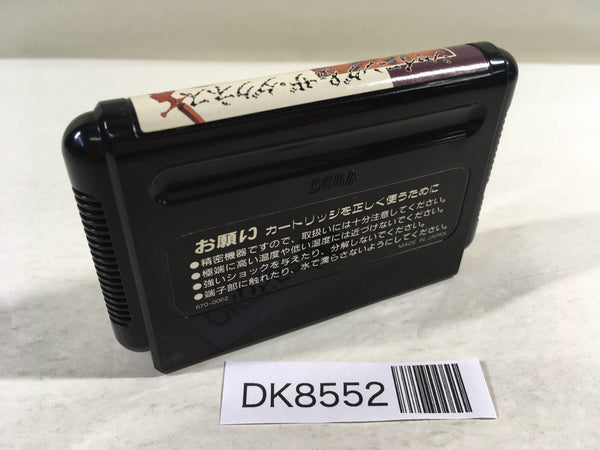 SEGA
お願い カートリッジを正しく使うために
●精密機器ですので、取扱いには十分注意してください。
●極端に高い温度や低い温度には近づけないでください。
●強いショックを与えたり、分解しないでください。
●端子部に触れたり、水で濡らさないようにしてください。
670-0062
MADE IN JAPAN
DK8552